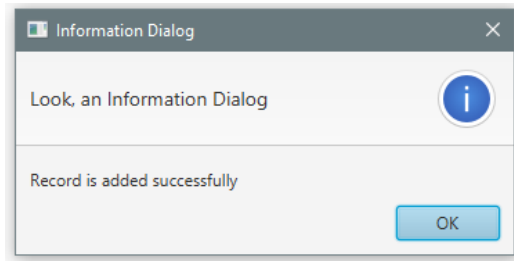 Information Dialog
Look, an Information Dialog
i
Record is added successfully
OK